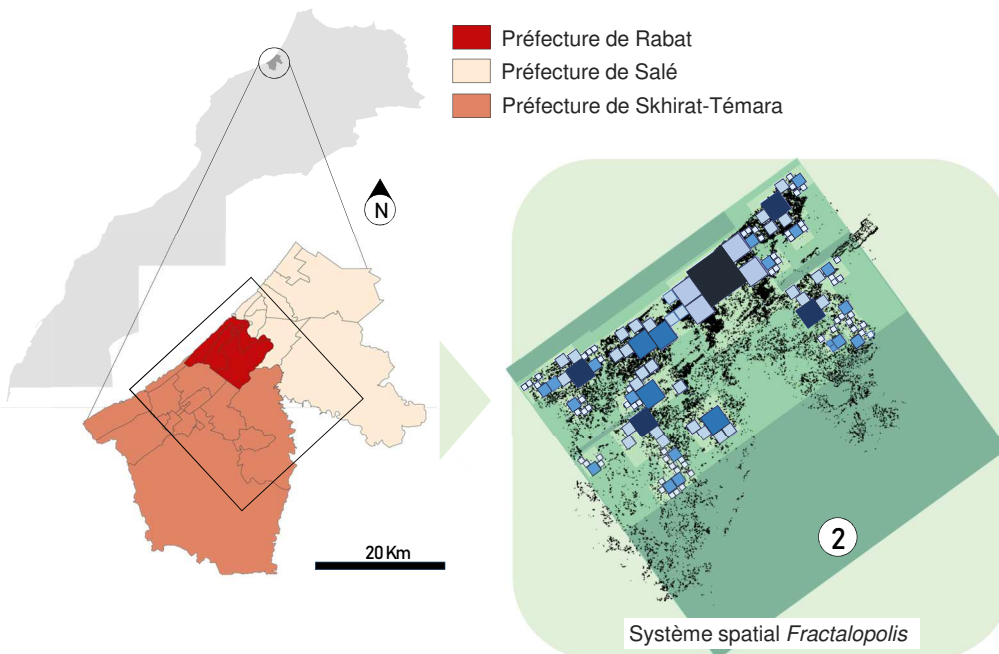 Préfecture de Rabat
Préfecture de Salé
Préfecture de Skhirat-Témara
N
20 Km
2
Système spatial Fractalopolis